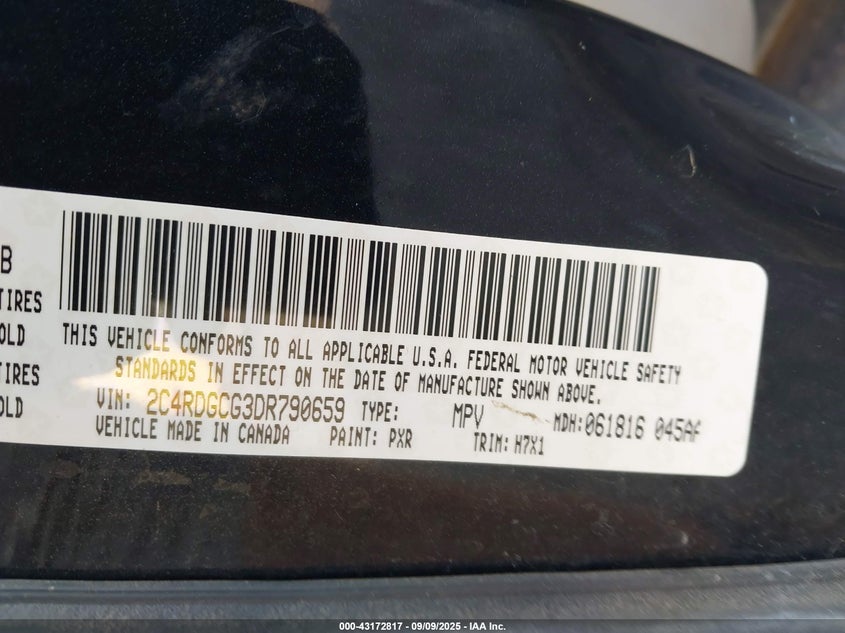 B
TIRES
OLD
TIRES
OLD
THIS VEHICLE CONFORMS TO ALL APPLICABLE U.S.A. FEDERAL MOTOR VEHICLE SAFETY
STANDARDS IN EFFECT ON THE DATE OF MANUFACTURE SHOWN ABOVE.
VIN: 2C4RDGCG3DR790659 TYPE: MPV MDH:061816 045AF
VEHICLE MADE IN CANADA PAINT: PXR TRIM: H7X1
000-43172817 - 09/09/2025 - IAA Inc.